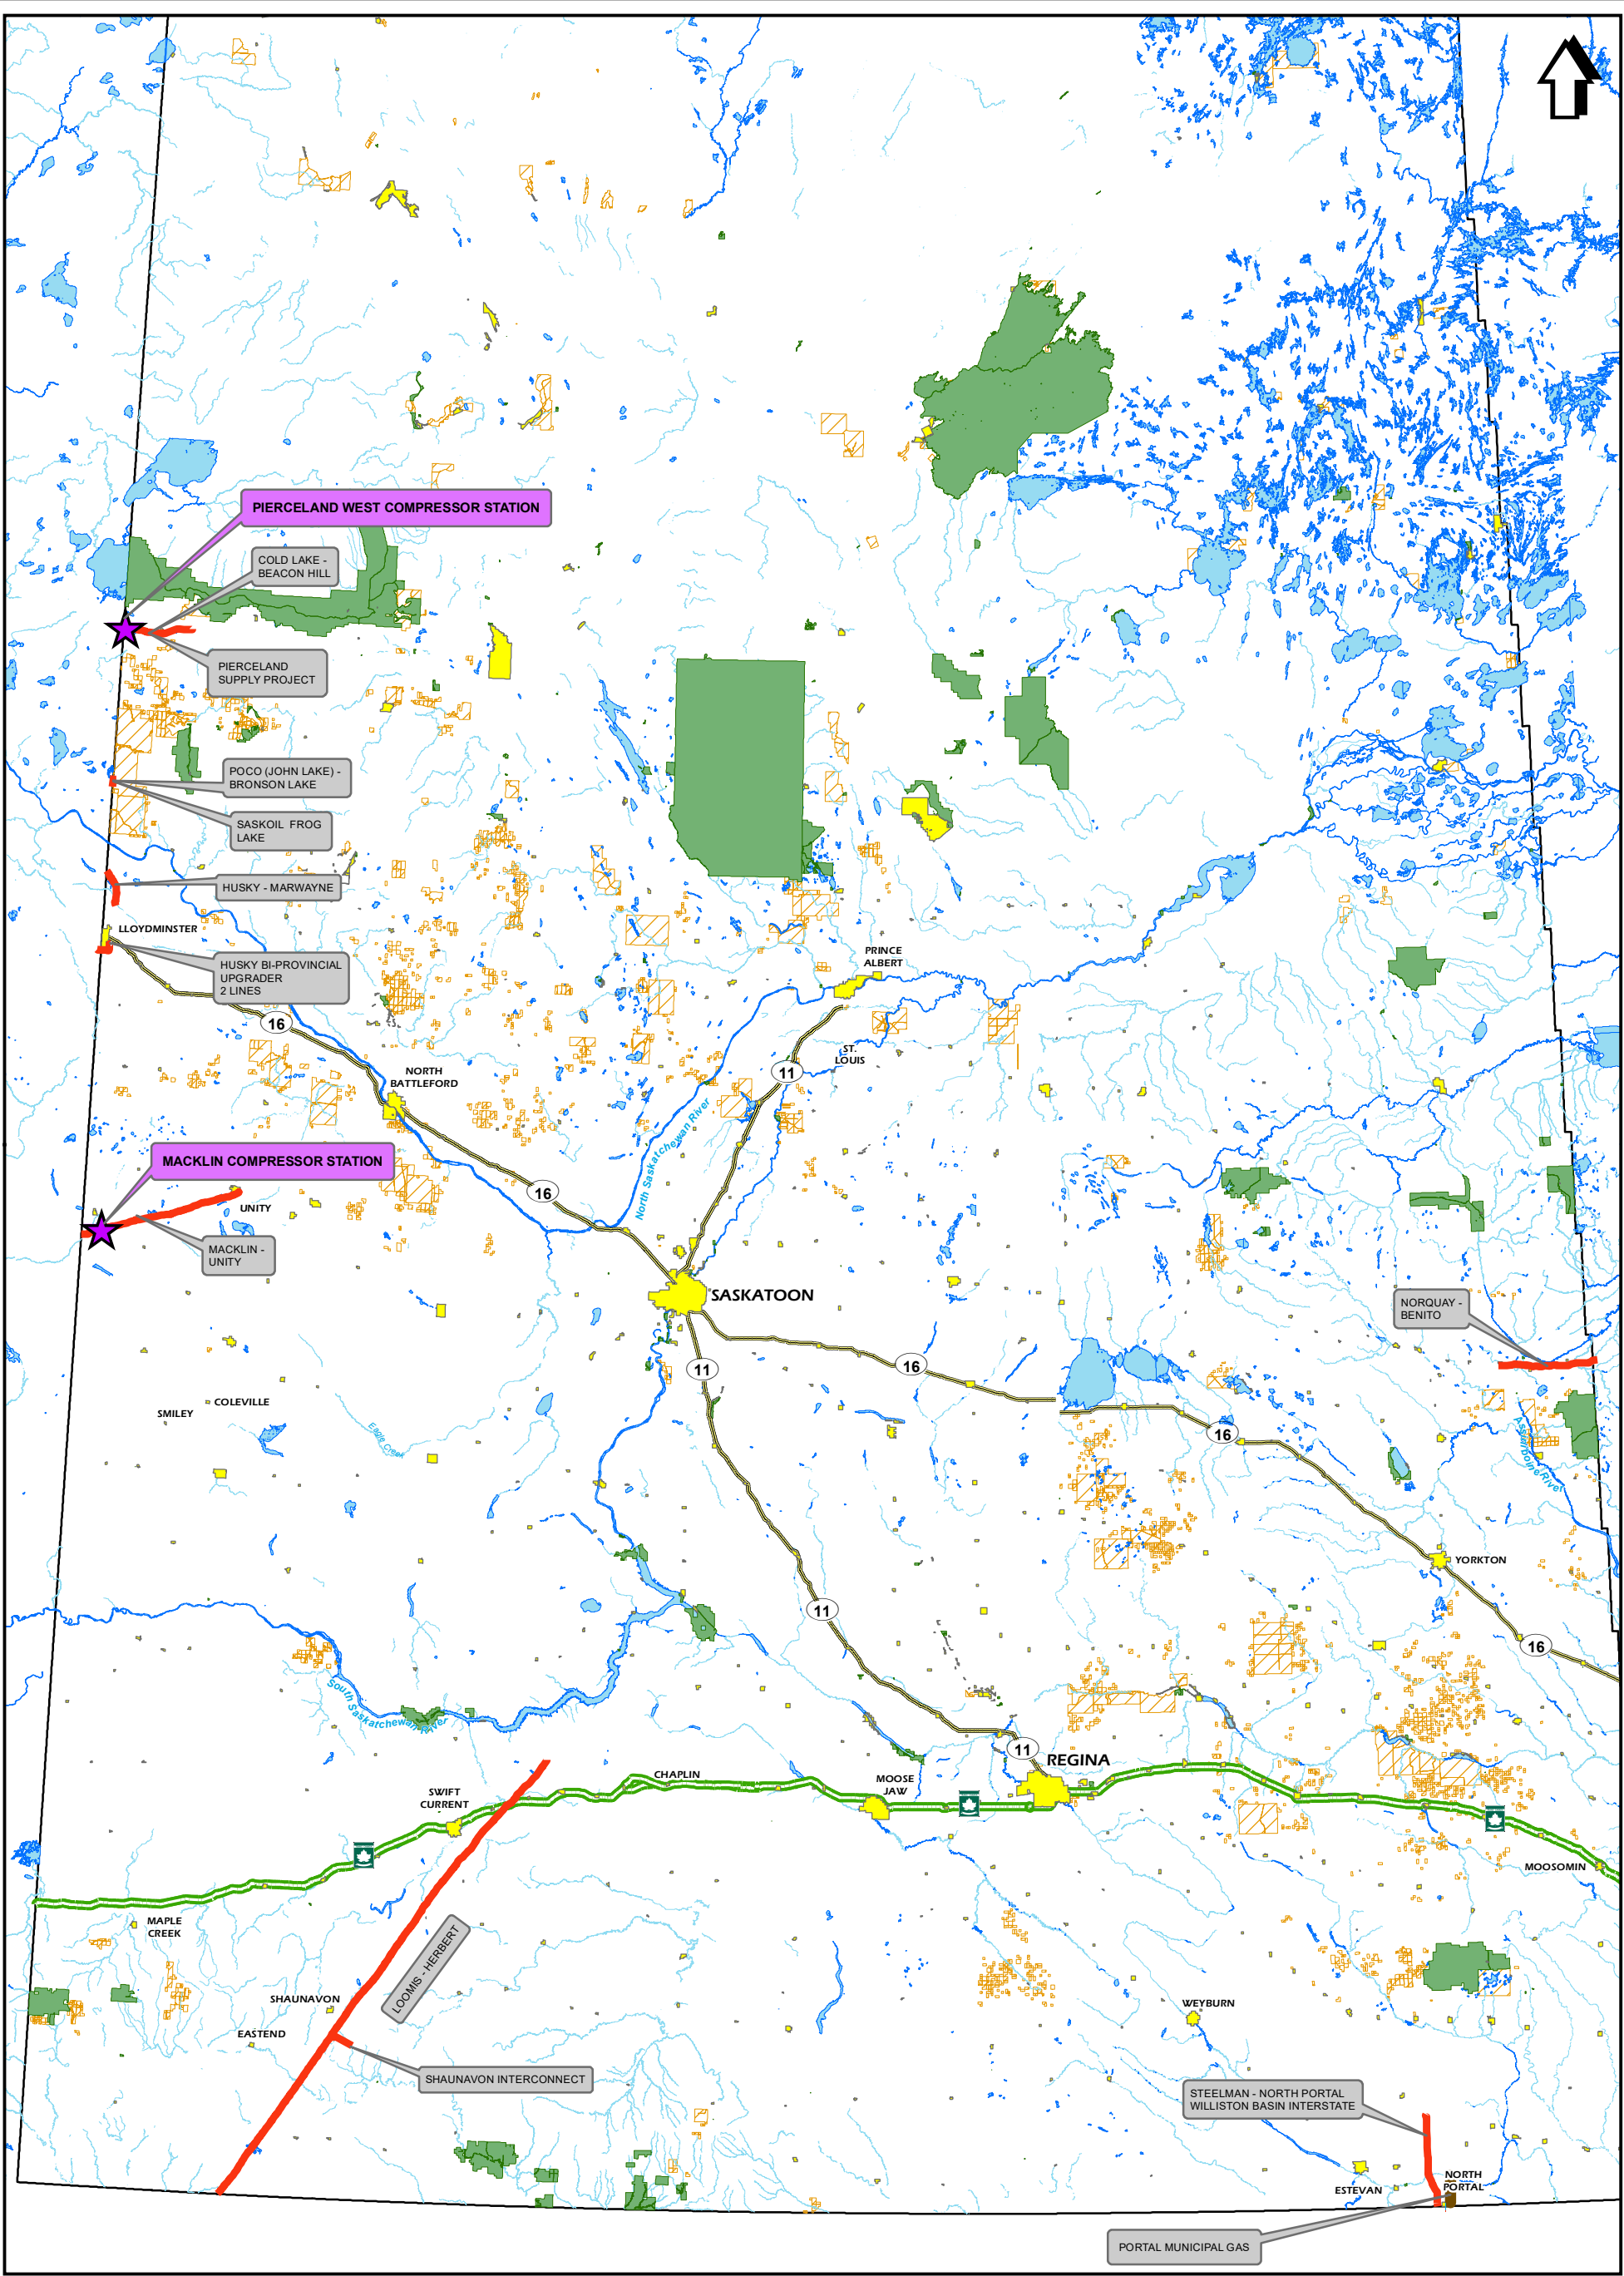 PIERCELAND WEST COMPRESSOR STATION
COLD LAKE -
BEACON HILL
PIERCELAND
SUPPLY PROJECT
POCO (JOHN LAKE) -
BRONSON LAKE
SASKOIL FROG
LAKE
HUSKY - MARWAYNE
LLOYDMINSTER
HUSKY BI-PROVINCIAL
UPGRADER
2 LINES
PRINCE
ALBERT
16
ST.
LOUIS
11
NORTH
BATTLEFORD
North Saskatchewan River
MACKLIN COMPRESSOR STATION
16
UNITY
MACKLIN -
UNITY
SASKATOON
NORQUAY -
BENITO
11
16
COLEVILLE
SMILEY
Eagle Creek
16
Assiniboine River
YORKTON
11
16
South Saskatchewan River
11
REGINA
CHAPLIN
MOOSE
JAW
SWIFT
CURRENT
MOOSOMIN
MAPLE
CREEK
LOOMIS - HERBERT
SHAUNAVON
EASTEND
WEYBURN
SHAUNAVON INTERCONNECT
STEELMAN - NORTH PORTAL
WILLISTON BASIN INTERSTATE
NORTH
PORTAL
ESTEVAN
PORTAL MUNICIPAL GAS